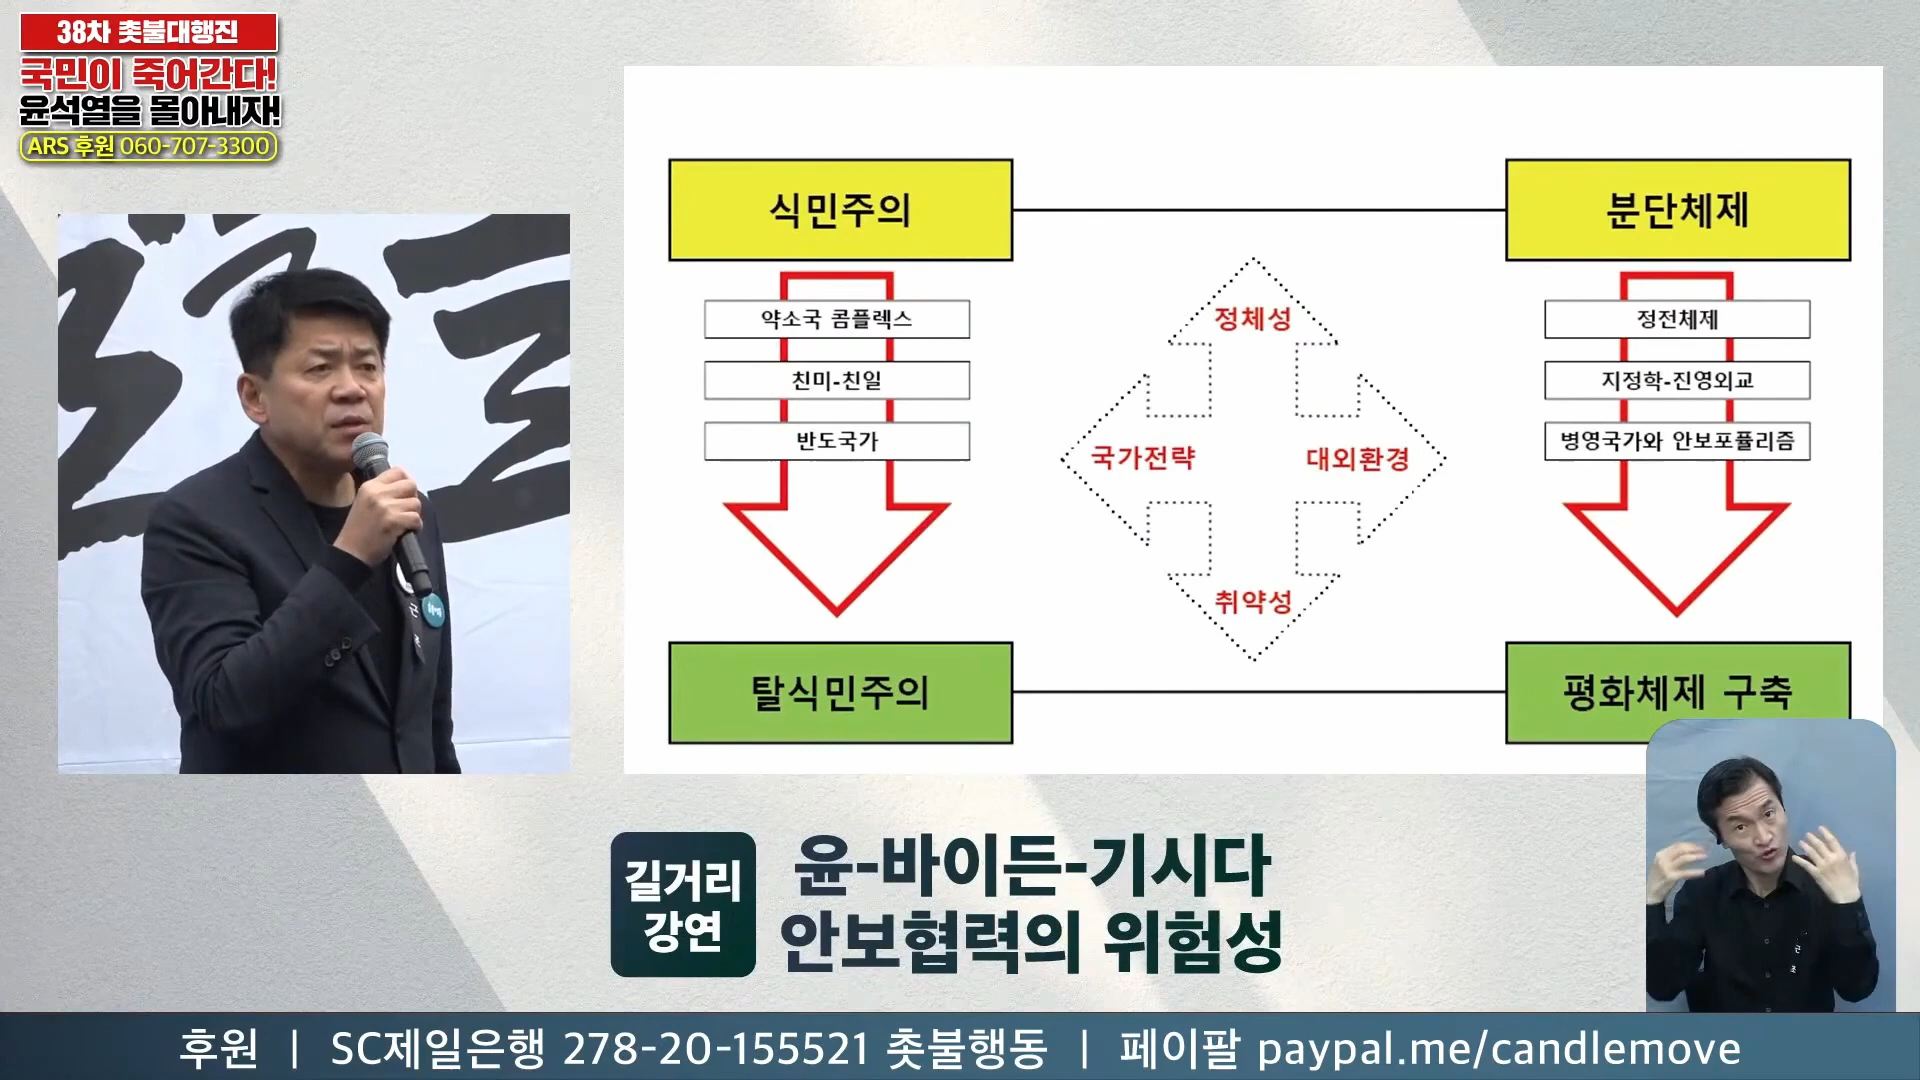 38차 촛불대행진
국민이 죽어간다!
윤석열을 몰아내자!
ARS 후원 060-707-3300
식민주의
분단체제
약소국 콤플렉스
친미-친일
반도국가
정체성
국가전략
대외환경
취약성
정전체제
지정학-진영외교
병영국가와 안보포퓰리즘
탈식민주의
평화체제 구축
근
조
길거리
강연
윤-바이든-기시다
안보협력의 위험성
근
조
후원 | SC제일은행 278-20-155521 촛불행동 | 페이팔 paypal.me/candlemove